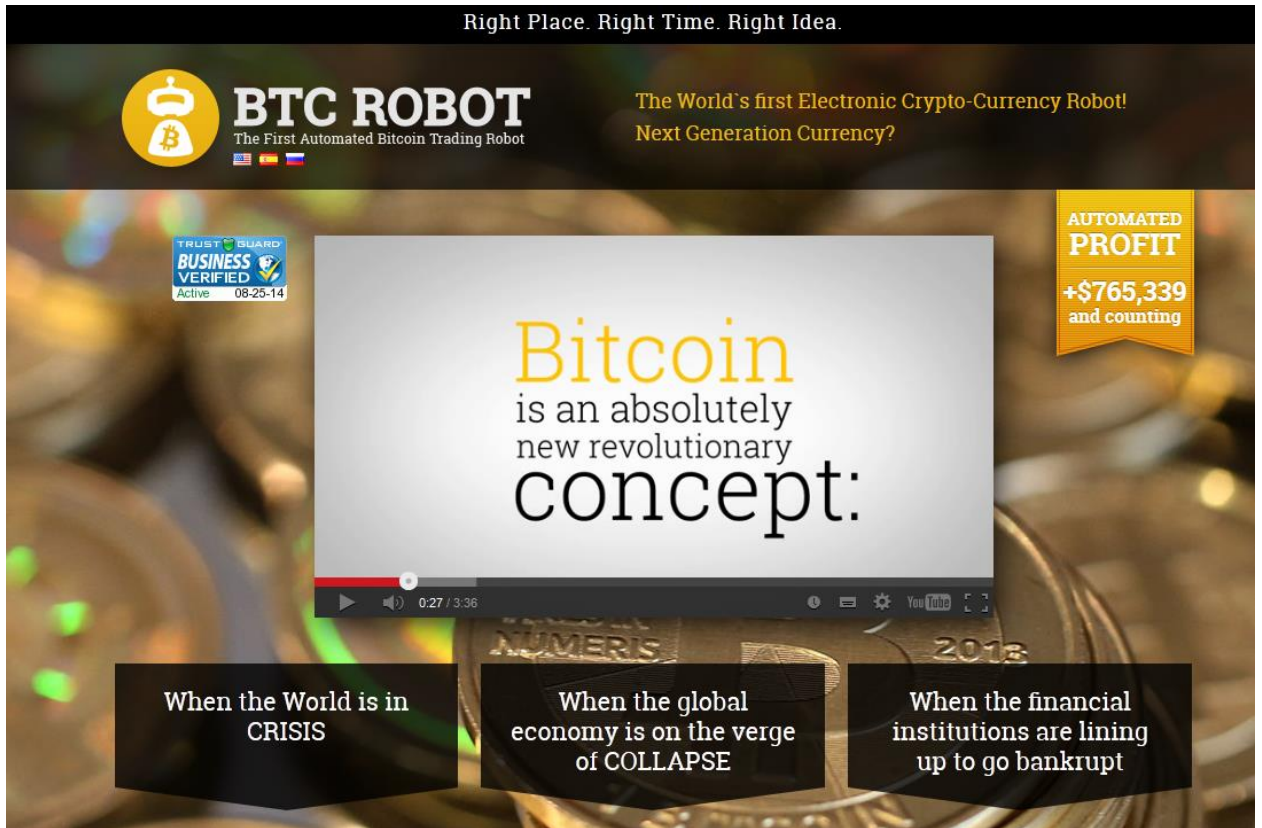 Right Place. Right Time. Right Idea.
BTC ROBOT
The First Automated Bitcoin Trading Robot
The World`s first Electronic Crypto-Currency Robot!
Next Generation Currency?
TRUST GUARD
BUSINESS
VERIFIED
Active 08-25-14
AUTOMATED
PROFIT
+$765,339
and counting
Bitcoin
is an absolutely
new revolutionary
concept:
0:27 / 3:36
YouTube
NUMERIS
2013
When the World is in
CRISIS
When the global
economy is on the verge
of COLLAPSE
When the financial
institutions are lining
up to go bankrupt